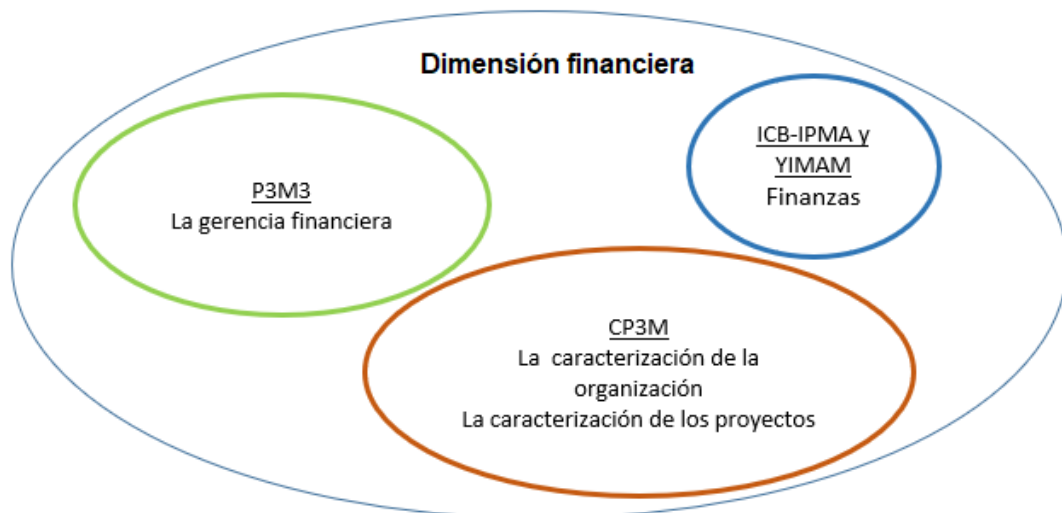 Dimensión financiera
P3M3
La gerencia financiera
ICB-IPMA y
YIMAM
Finanzas
CP3M
La caracterización de la
organización
La caracterización de los proyectos